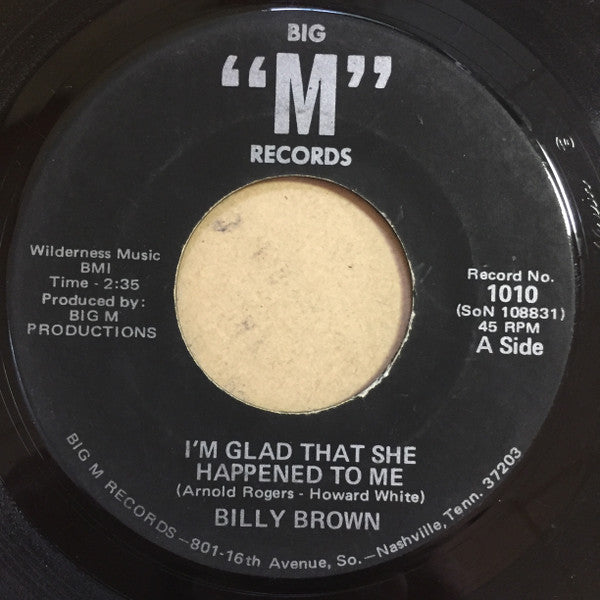 BIG
“M”
RECORDS
Wilderness Music
BMI
Time - 2:35
Produced by:
BIG M
PRODUCTIONS
Record No.
1010
(SoN 108831)
45 RPM
A Side
I'M GLAD THAT SHE
HAPPENED TO ME
(Arnold Rogers - Howard White)
BILLY BROWN
BIG M RECORDS—801-16th Avenue, So.—Nashville, Tenn. 37203